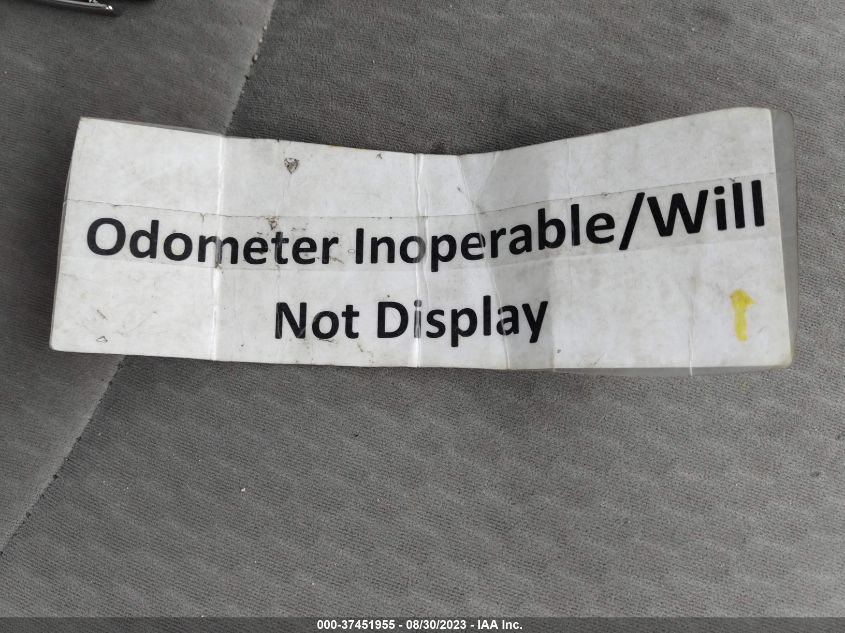 Odometer Inoperable/Will
Not Display
000-37451955 - 08/30/2023 - IAA Inc.